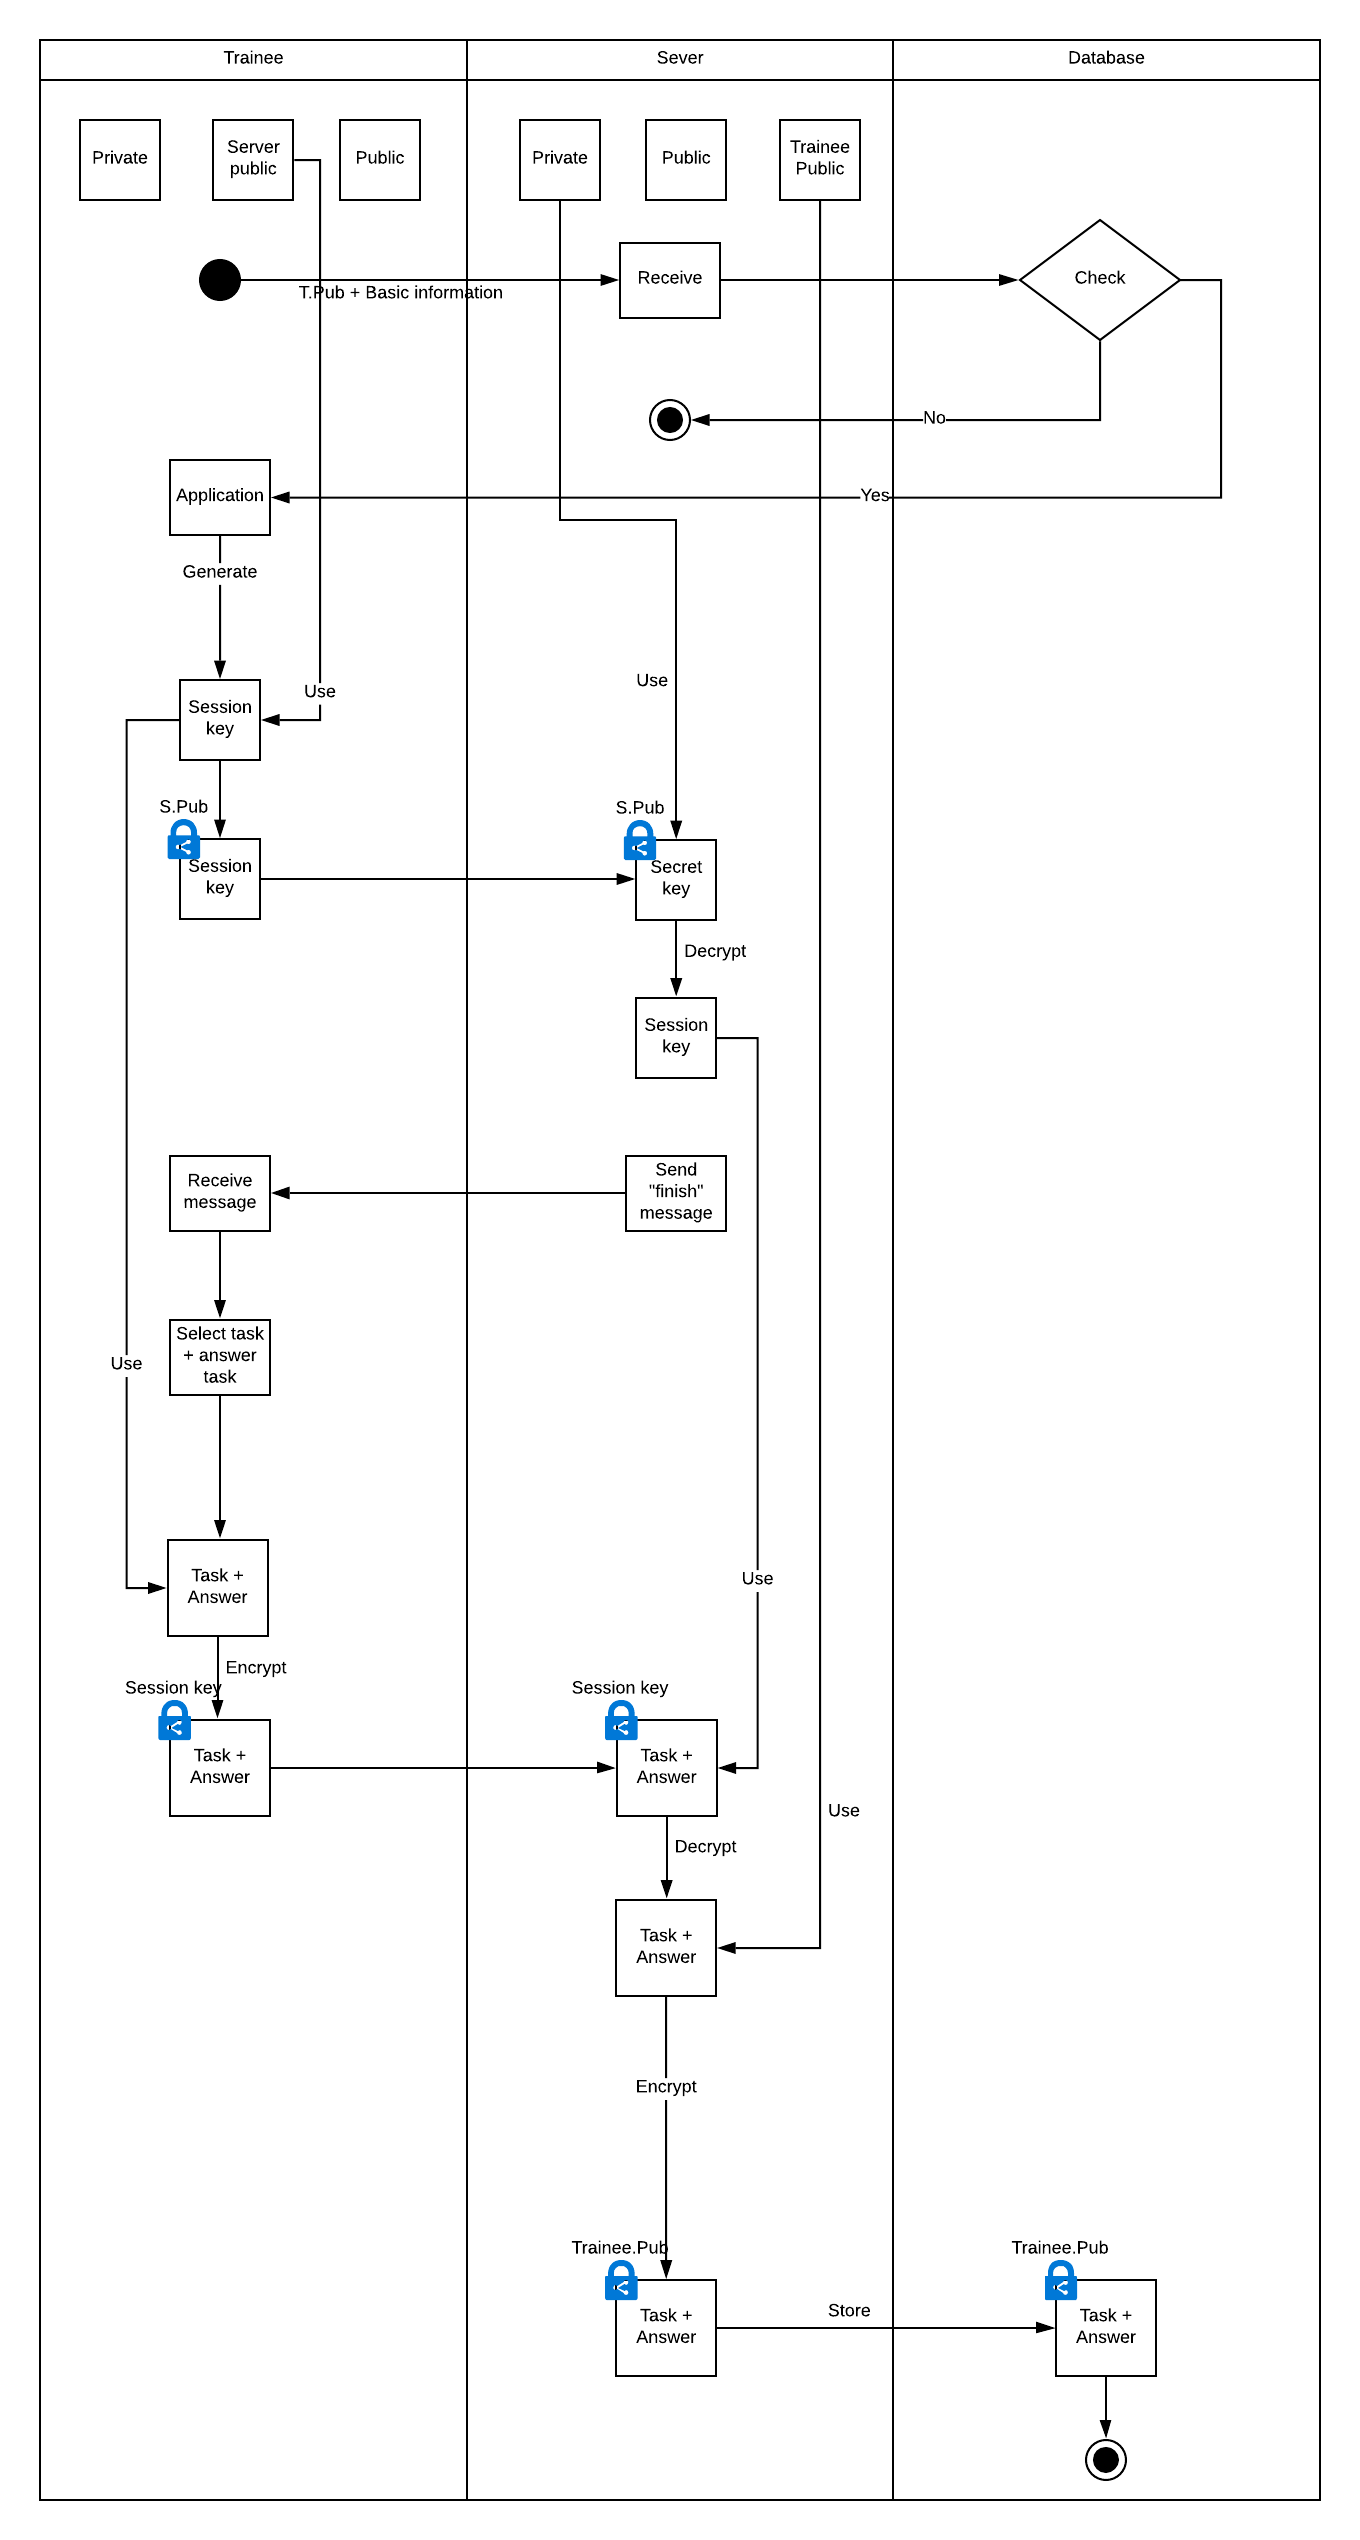 Trainee
Sever
Database
Private
Server
public
Public
Private
Public
Trainee
Public
T.Pub + Basic information
Receive
Check
No
Yes
Application
Generate
Use
Use
Session
key
S.Pub
Session
key
S.Pub
Secret
key
Decrypt
Session
key
Receive
message
Send
"finish"
message
Select task
+ answer
task
Use
Task +
Answer
Use
Encrypt
Session key
Task +
Answer
Session key
Task +
Answer
Use
Decrypt
Task +
Answer
Encrypt
Trainee.Pub
Task +
Answer
Store
Trainee.Pub
Task +
Answer